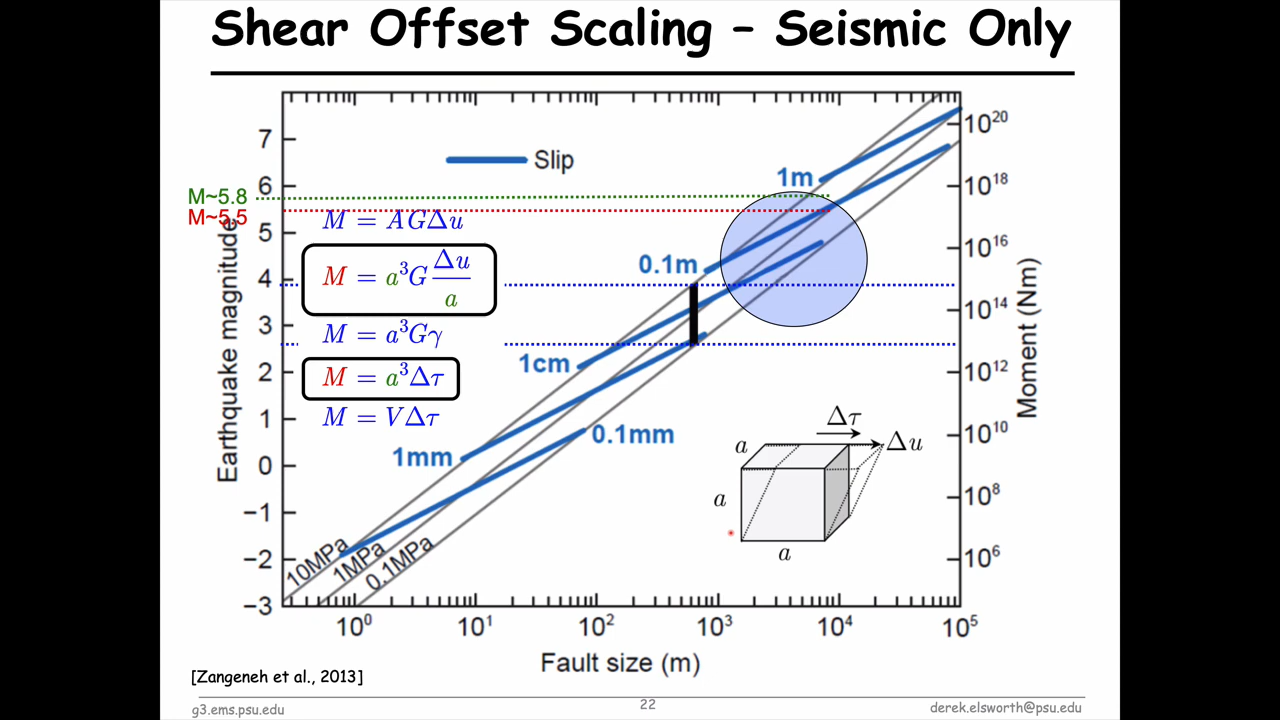 Shear Offset Scaling – Seismic Only
7
6
5
4
3
2
1
0
−1
−2
−3
Earthquake magnitude
M~5.8
M~5.5
Slip
M = AGΔu
M = a³G Δu/a
M = a³Gγ
M = a³Δτ
M = VΔτ
1m
0.1m
1cm
1mm
0.1mm
10MPa
1MPa
0.1MPa
Δτ
Δu
a
a
a
10²⁰
10¹⁸
10¹⁶
10¹⁴
10¹²
10¹⁰
10⁸
10⁶
Moment (Nm)
10⁰
10¹
10²
10³
10⁴
10⁵
Fault size (m)
[Zangeneh et al., 2013]
g3.ems.psu.edu
22
derek.elsworth@psu.edu